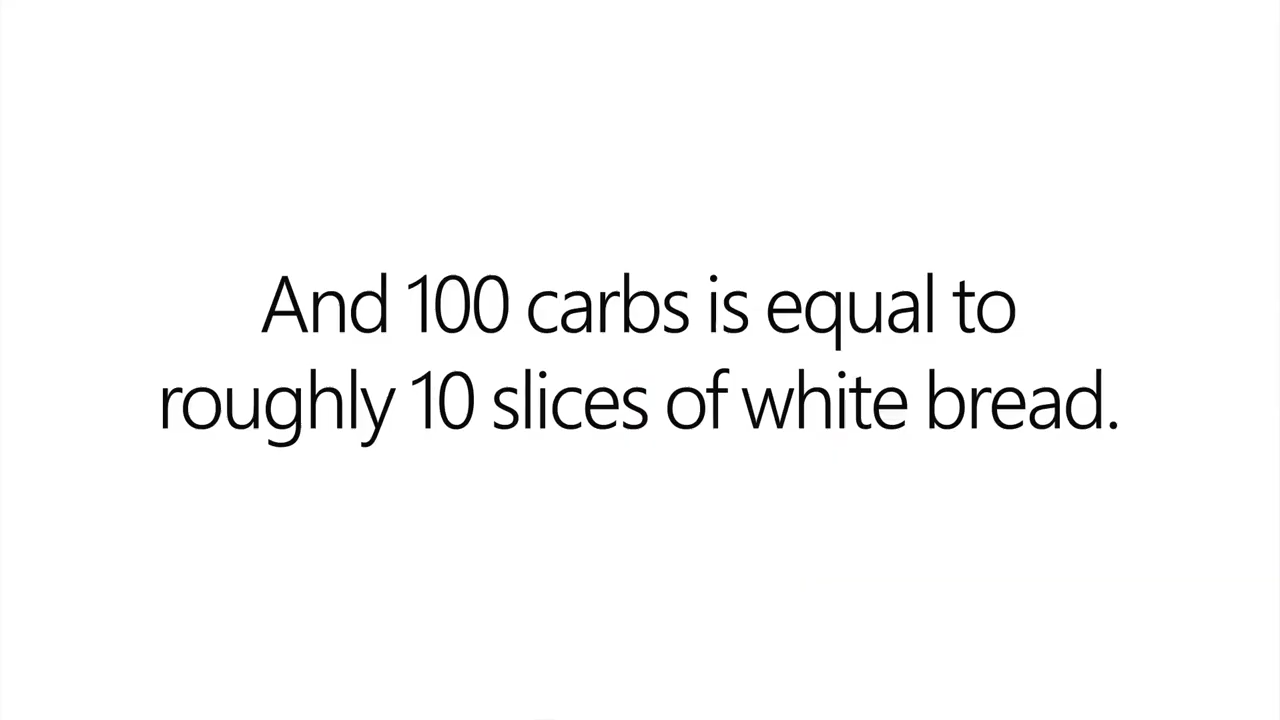 And 100 carbs is equal to
roughly 10 slices of white bread.